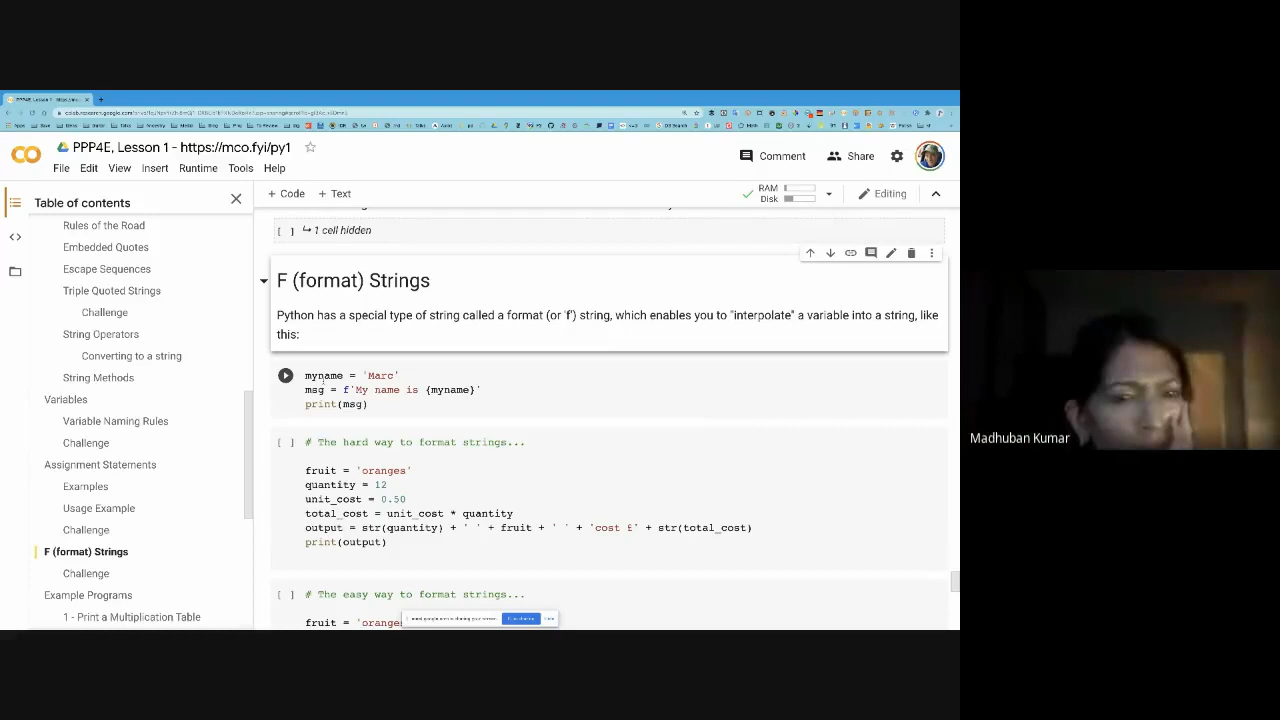 PPP4E, Lesson 1 - https://mco.fyi/py1
File Edit View Insert Runtime Tools Help
Comment Share
+ Code + Text
RAM
Disk
Editing
Table of contents
Rules of the Road
Embedded Quotes
Escape Sequences
Triple Quoted Strings
Challenge
String Operators
Converting to a string
String Methods
Variables
Variable Naming Rules
Challenge
Assignment Statements
Examples
Usage Example
Challenge
F (format) Strings
Challenge
Example Programs
1 - Print a Multiplication Table
[ ] ↳ 1 cell hidden
F (format) Strings
Python has a special type of string called a format (or 'f') string, which enables you to "interpolate" a variable into a string, like
this:
myname = 'Marc'
msg = f'My name is {myname}'
print(msg)
[ ] # The hard way to format strings...
fruit = 'oranges'
quantity = 12
unit_cost = 0.50
total_cost = unit_cost * quantity
output = str(quantity) + ' ' + fruit + ' ' + 'cost £' + str(total_cost)
print(output)
[ ] # The easy way to format strings...
fruit = 'oranges
Madhuban Kumar